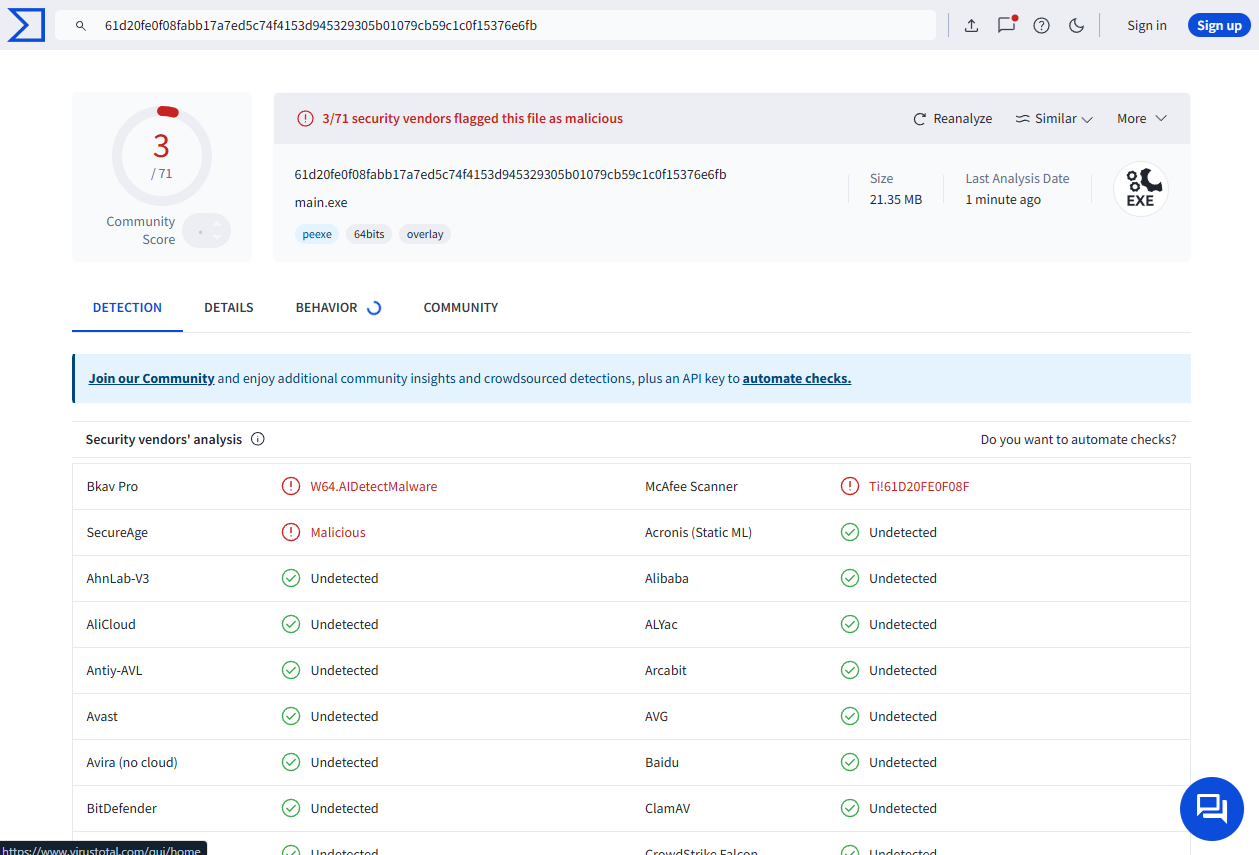 61d20fe0f08fabb17a7ed5c74f4153d945329305b01079cb59c1c0f15376e6fb
Sign in
Sign up
3
/ 71
Community
Score
3/71 security vendors flagged this file as malicious
Reanalyze
Similar
More
61d20fe0f08fabb17a7ed5c74f4153d945329305b01079cb59c1c0f15376e6fb
main.exe
peexe
64bits
overlay
Size
21.35 MB
Last Analysis Date
1 minute ago
EXE
DETECTION
DETAILS
BEHAVIOR
COMMUNITY
Join our Community and enjoy additional community insights and crowdsourced detections, plus an API key to automate checks.
Security vendors' analysis
Do you want to automate checks?
Bkav Pro
W64.AIDetectMalware
McAfee Scanner
Ti!61D20FE0F08F
SecureAge
Malicious
Acronis (Static ML)
Undetected
AhnLab-V3
Undetected
Alibaba
Undetected
AliCloud
Undetected
ALYac
Undetected
Antiy-AVL
Undetected
Arcabit
Undetected
Avast
Undetected
AVG
Undetected
Avira (no cloud)
Undetected
Baidu
Undetected
BitDefender
Undetected
ClamAV
Undetected
Undetected
CrowdStrike Falcon
Undetected
https://www.virustotal.com/gui/home